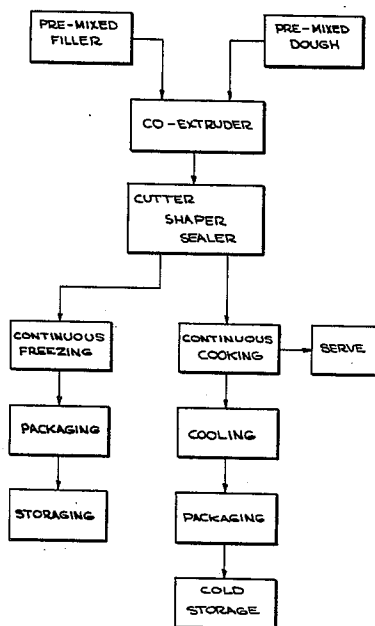 PRE-MIXED
FILLER
PRE-MIXED
DOUGH
CO-EXTRUDER
CUTTER
SHAPER
SEALER
CONTINUOUS
FREEZING
CONTINUOUS
COOKING
SERVE
PACKAGING
COOLING
STORAGING
PACKAGING
COLD
STORAGE